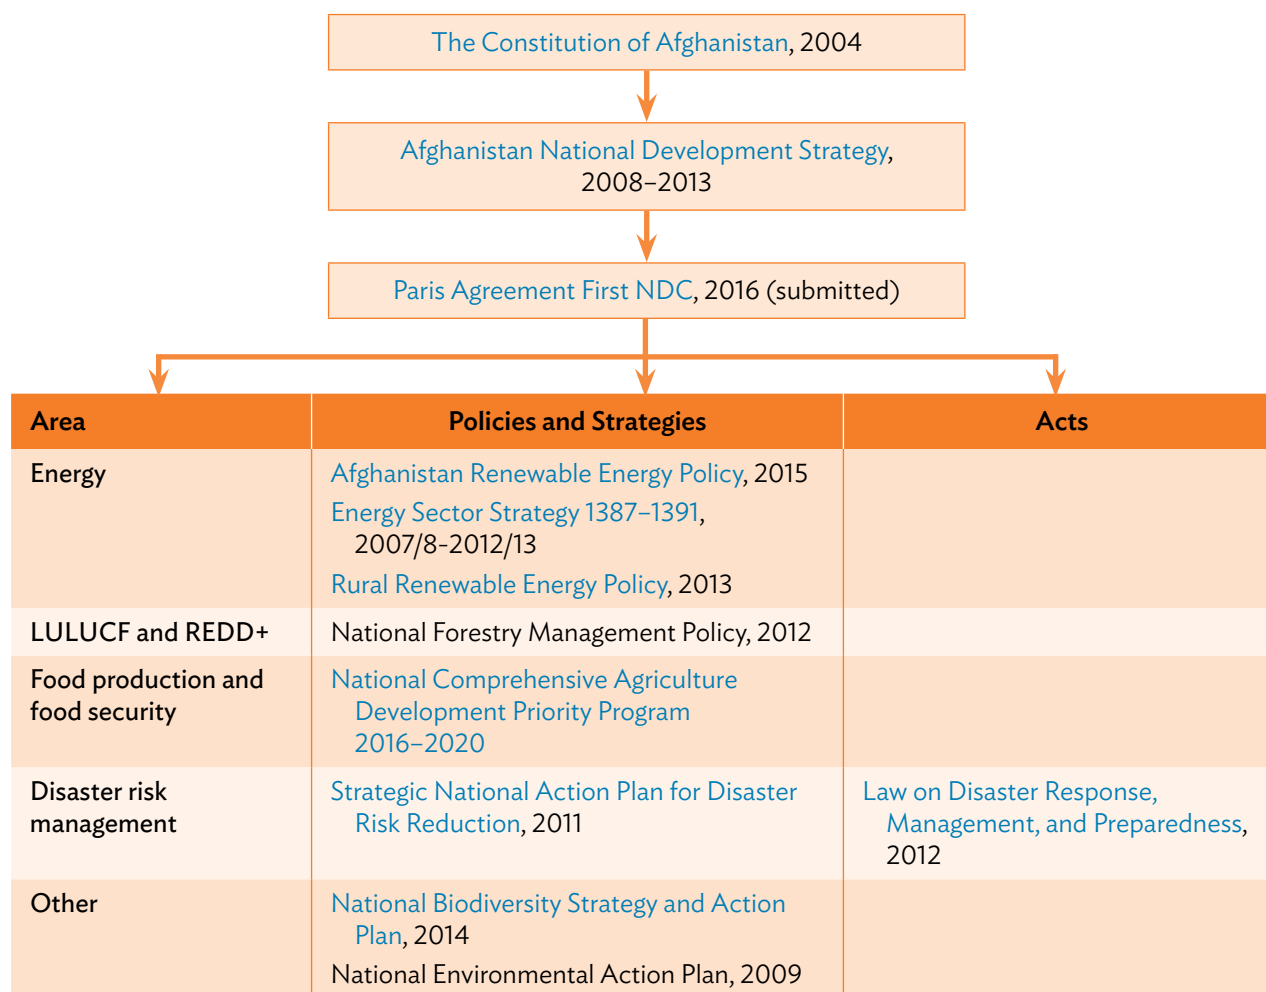 The Constitution of Afghanistan, 2004
Afghanistan National Development Strategy,
2008–2013
Paris Agreement First NDC, 2016 (submitted)
Area
Policies and Strategies
Acts
Energy
Afghanistan Renewable Energy Policy, 2015
Energy Sector Strategy 1387–1391,
2007/8-2012/13
Rural Renewable Energy Policy, 2013
LULUCF and REDD+
National Forestry Management Policy, 2012
Food production and
food security
National Comprehensive Agriculture
Development Priority Program
2016–2020
Disaster risk
management
Strategic National Action Plan for Disaster
Risk Reduction, 2011
Law on Disaster Response,
Management, and Preparedness,
2012
Other
National Biodiversity Strategy and Action
Plan, 2014
National Environmental Action Plan, 2009